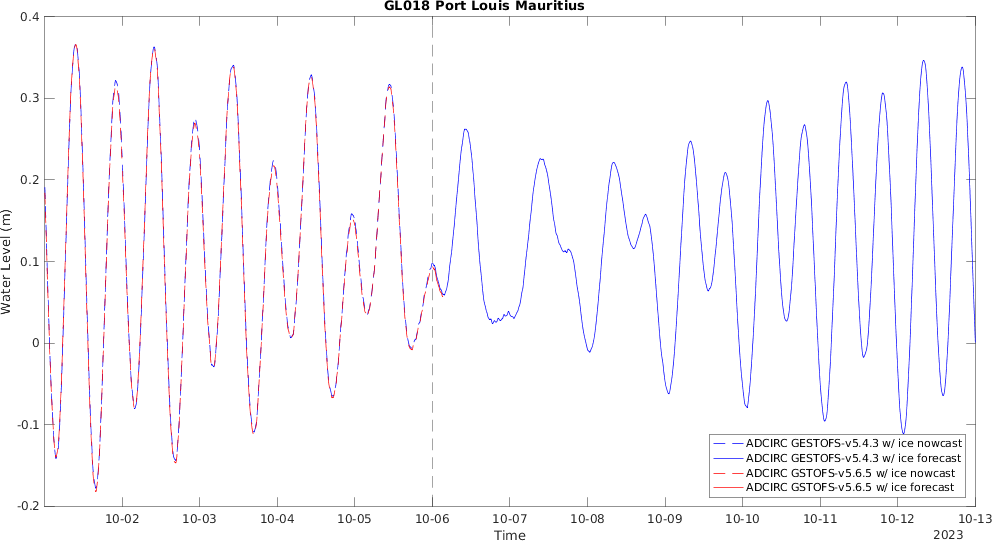 GL018 Port Louis Mauritius
0.4
0.3
0.2
0.1
0
-0.1
-0.2
Water Level (m)
ADCIRC GESTOFS-v5.4.3 w/ ice nowcast
ADCIRC GESTOFS-v5.4.3 w/ ice forecast
ADCIRC GSTOFS-v5.6.5 w/ ice nowcast
ADCIRC GSTOFS-v5.6.5 w/ ice forecast
10-02 10-03 10-04 10-05 10-06 10-07 10-08 10-09 10-10 10-11 10-12 10-13
Time
2023